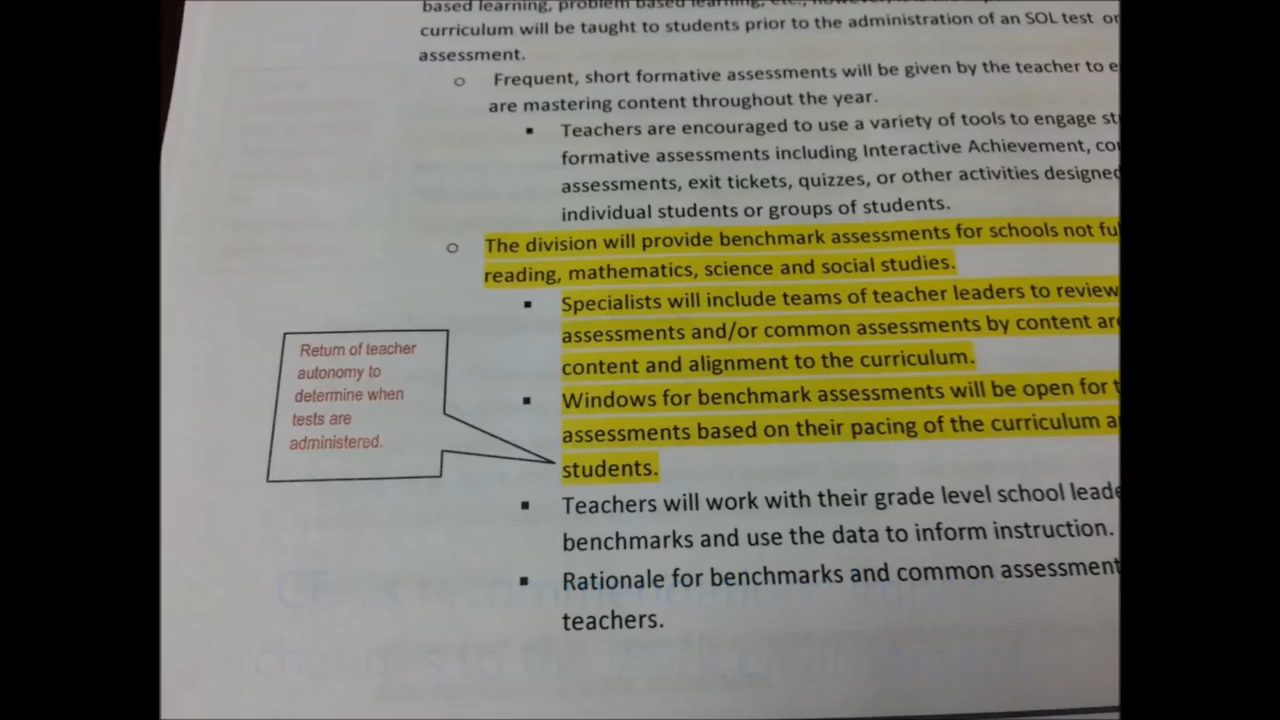 based learning, problem based learning, etc., however
curriculum will be taught to students prior to the administration of an SOL test or
assessment.
o Frequent, short formative assessments will be given by the teacher to e
are mastering content throughout the year.
▪ Teachers are encouraged to use a variety of tools to engage st
formative assessments including Interactive Achievement, co
assessments, exit tickets, quizzes, or other activities designed
individual students or groups of students.
o The division will provide benchmark assessments for schools not fu
reading, mathematics, science and social studies.
▪ Specialists will include teams of teacher leaders to review
assessments and/or common assessments by content are
content and alignment to the curriculum.
Return of teacher
autonomy to
determine when
tests are
administered.
▪ Windows for benchmark assessments will be open for t
assessments based on their pacing of the curriculum a
students.
▪ Teachers will work with their grade level school leade
benchmarks and use the data to inform instruction.
▪ Rationale for benchmarks and common assessment
teachers.